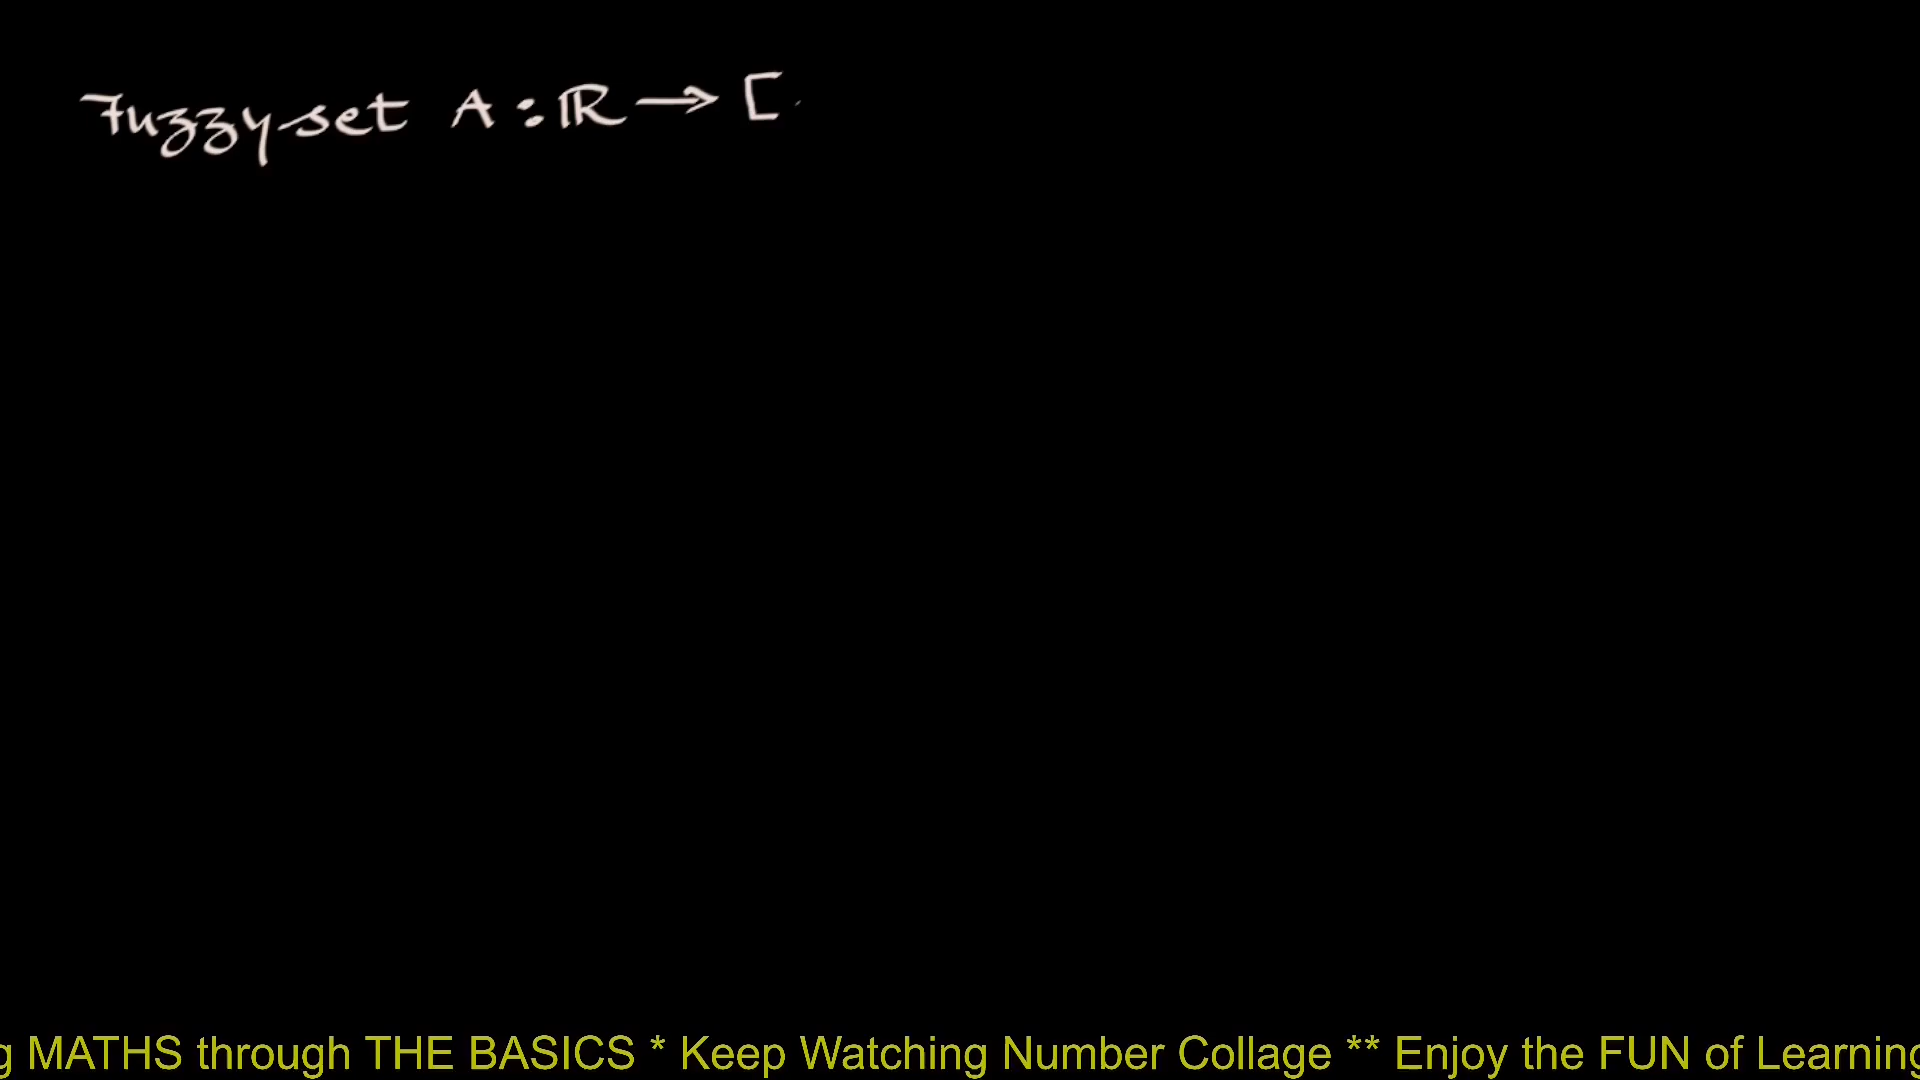 Fuzzy set A : ℝ → [
g MATHS through THE BASICS * Keep Watching Number Collage ** Enjoy the FUN of Learning